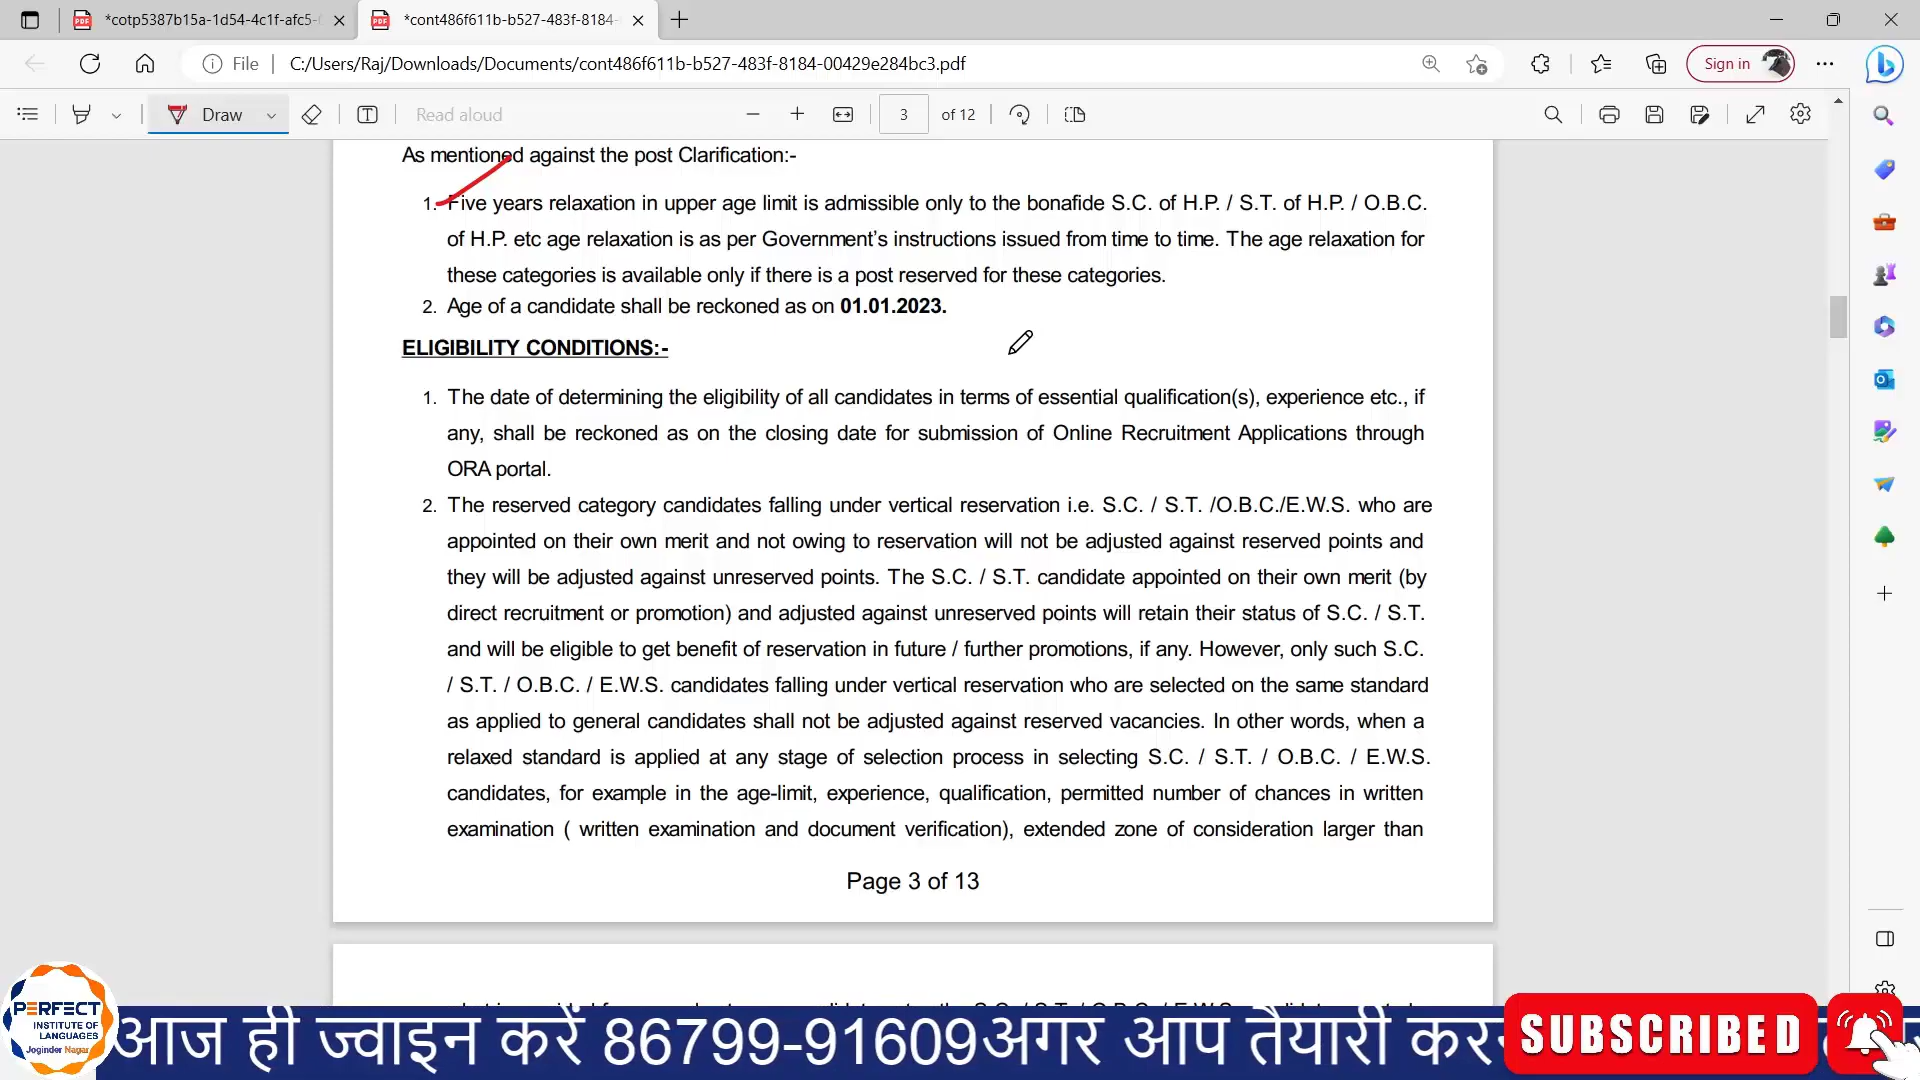 *cotp5387b15a-1d54-4c1f-afc5-
*cont486f611b-b527-483f-8184-
File
C:/Users/Raj/Downloads/Documents/cont486f611b-b527-483f-8184-00429e284bc3.pdf
Sign in
Draw
Read aloud
3
of 12
As mentioned against the post Clarification:-
1. Five years relaxation in upper age limit is admissible only to the bonafide S.C. of H.P. / S.T. of H.P. / O.B.C.
of H.P. etc age relaxation is as per Government's instructions issued from time to time. The age relaxation for
these categories is available only if there is a post reserved for these categories.
2. Age of a candidate shall be reckoned as on 01.01.2023.
ELIGIBILITY CONDITIONS:-
1. The date of determining the eligibility of all candidates in terms of essential qualification(s), experience etc., if
any, shall be reckoned as on the closing date for submission of Online Recruitment Applications through
ORA portal.
2. The reserved category candidates falling under vertical reservation i.e. S.C. / S.T. /O.B.C./E.W.S. who are
appointed on their own merit and not owing to reservation will not be adjusted against reserved points and
they will be adjusted against unreserved points. The S.C. / S.T. candidate appointed on their own merit (by
direct recruitment or promotion) and adjusted against unreserved points will retain their status of S.C. / S.T.
and will be eligible to get benefit of reservation in future / further promotions, if any. However, only such S.C.
/ S.T. / O.B.C. / E.W.S. candidates falling under vertical reservation who are selected on the same standard
as applied to general candidates shall not be adjusted against reserved vacancies. In other words, when a
relaxed standard is applied at any stage of selection process in selecting S.C. / S.T. / O.B.C. / E.W.S.
candidates, for example in the age-limit, experience, qualification, permitted number of chances in written
examination ( written examination and document verification), extended zone of consideration larger than
Page 3 of 13
PERFECT
INSTITUTE OF
LANGUAGES
Joginder Nagar
आज ही ज्वाइन करें 86799-91609अगर आप तैयारी
SUBSCRIBED